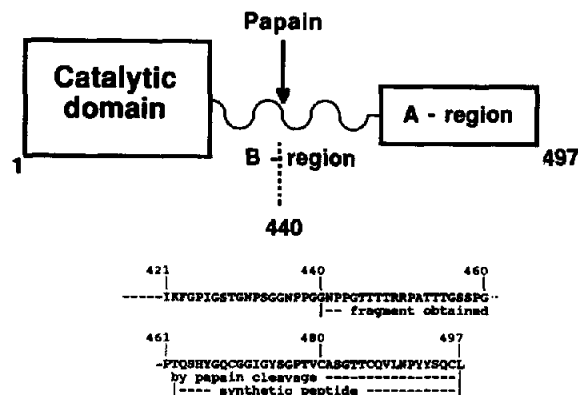 Papain
Catalytic
domain
A - region
1
B - region
497
440
421 440 460
-----IKFGPIGSTGNPSGGNPPGGNPPGTTTTRRPATTTGSSPG--
-- fragment obtained
461 480 497
-PTQSHYGQCGGIGYSGPTVCASGTTCQVLNPYYSQCL
by papain cleavage ---------------
---- synthetic peptide ----------